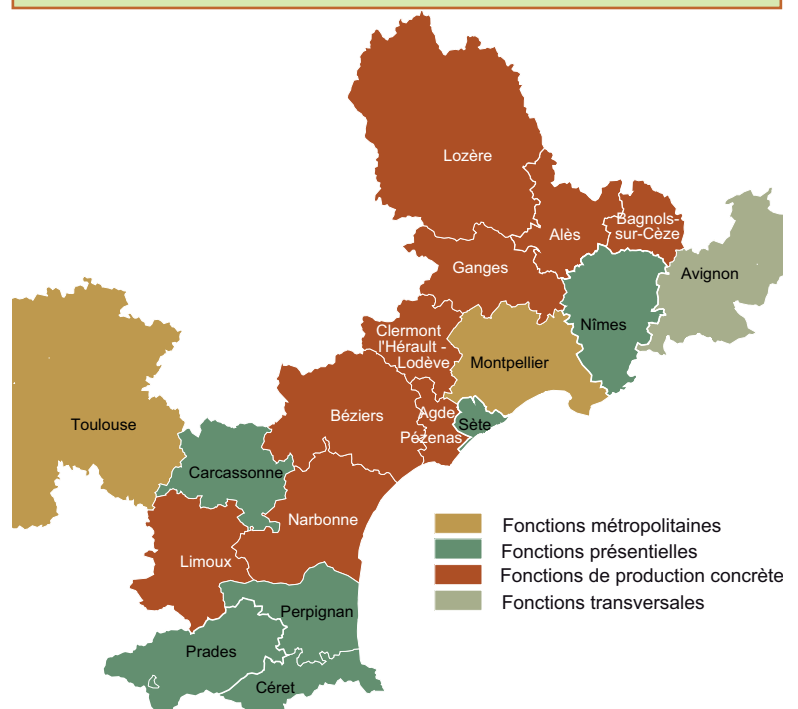 Lozère
Alès
Bagnols-
sur-Cèze
Ganges
Avignon
Nîmes
Clermont
l'Hérault -
Lodève
Montpellier
Toulouse
Béziers
Agde
Pézenas
Sète
Carcassonne
Narbonne
Limoux
Perpignan
Prades
Céret
Fonctions métropolitaines
Fonctions présentielles
Fonctions de production concrète
Fonctions transversales